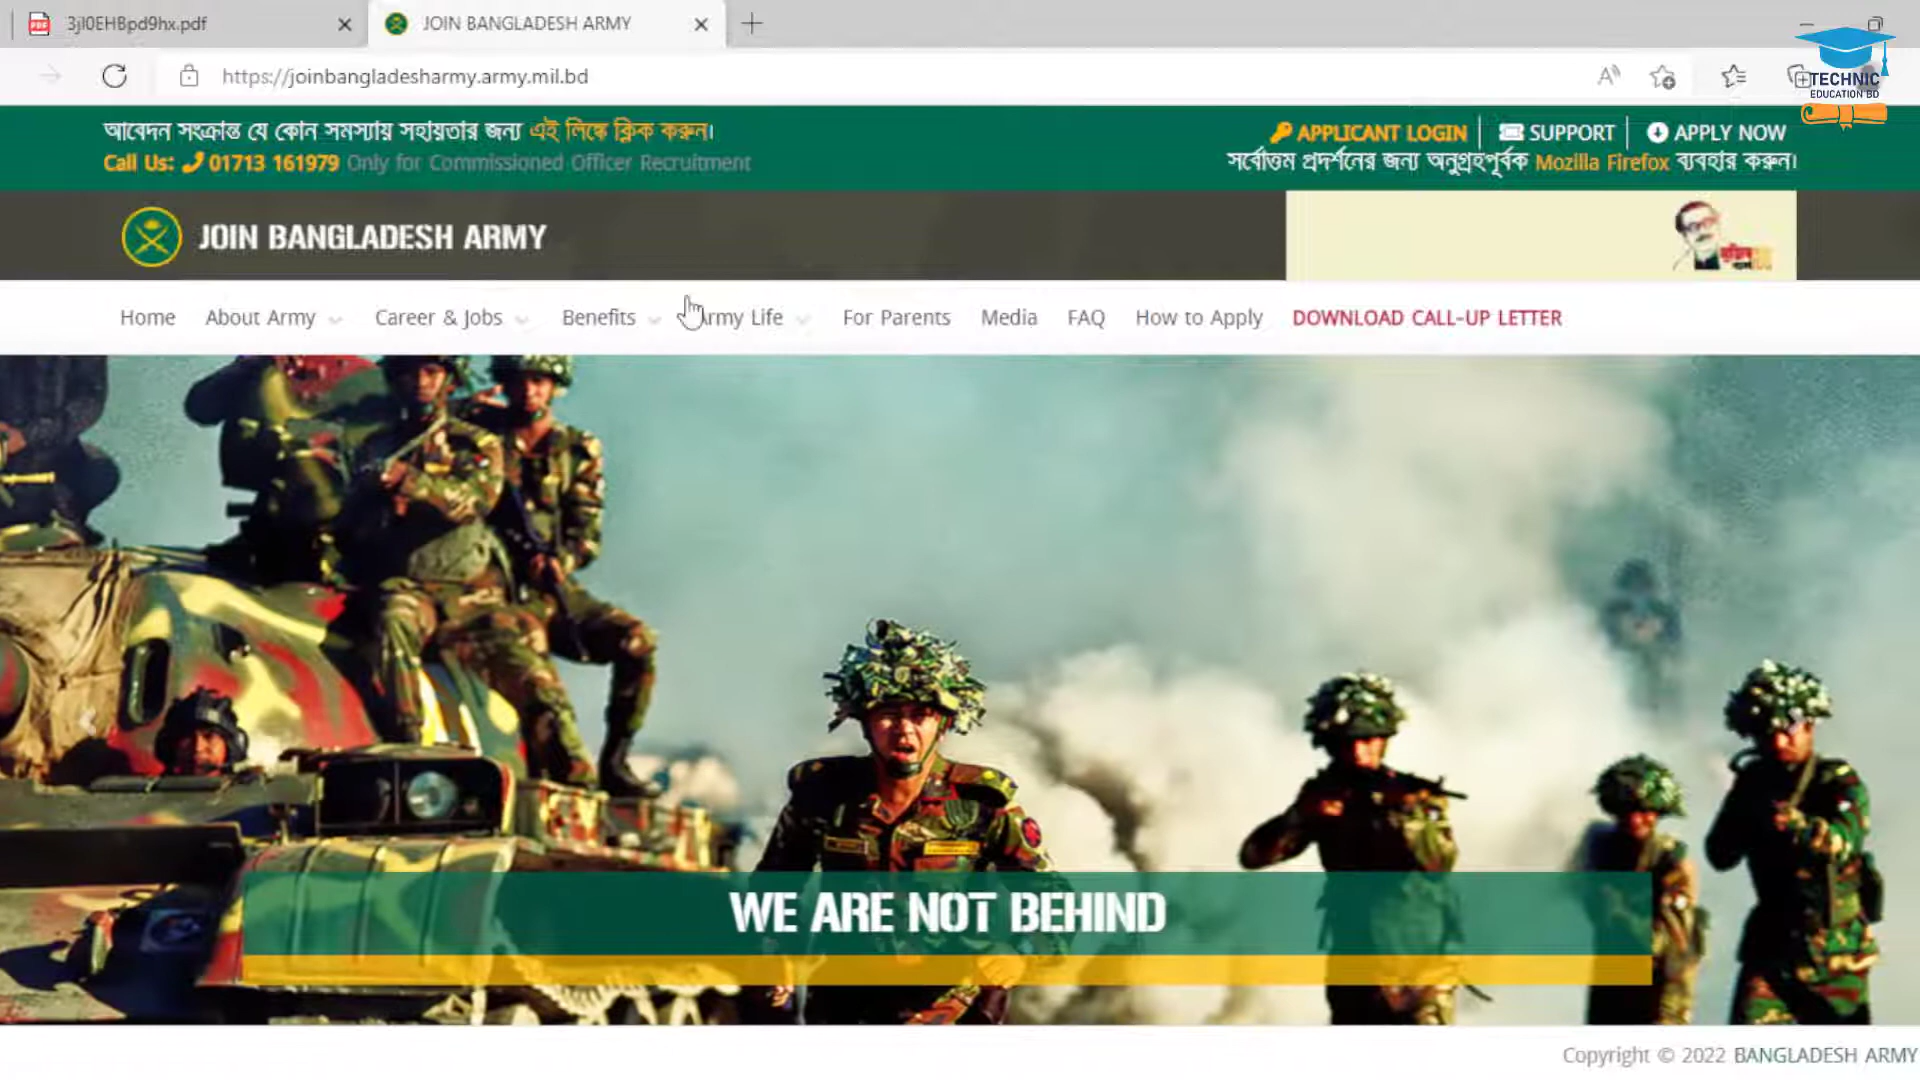 3jl0EHBpd9hx.pdf
JOIN BANGLADESH ARMY
https://joinbangladesharmy.army.mil.bd
TECHNIC
EDUCATION BD
আবেদন সংক্রান্ত যে কোন সমস্যায় সহায়তার জন্য এই লিঙ্কে ক্লিক করুন।
APPLICANT LOGIN SUPPORT APPLY NOW
Call Us: 01713 161979 Only for Commissioned Officer Recruitment
সর্বোত্তম প্রদর্শনের জন্য অনুগ্রহপূর্বক Mozilla Firefox ব্যবহার করুন।
JOIN BANGLADESH ARMY
Home About Army Career & Jobs Benefits Army Life For Parents Media FAQ How to Apply DOWNLOAD CALL-UP LETTER
WE ARE NOT BEHIND
Copyright © 2022 BANGLADESH ARMY